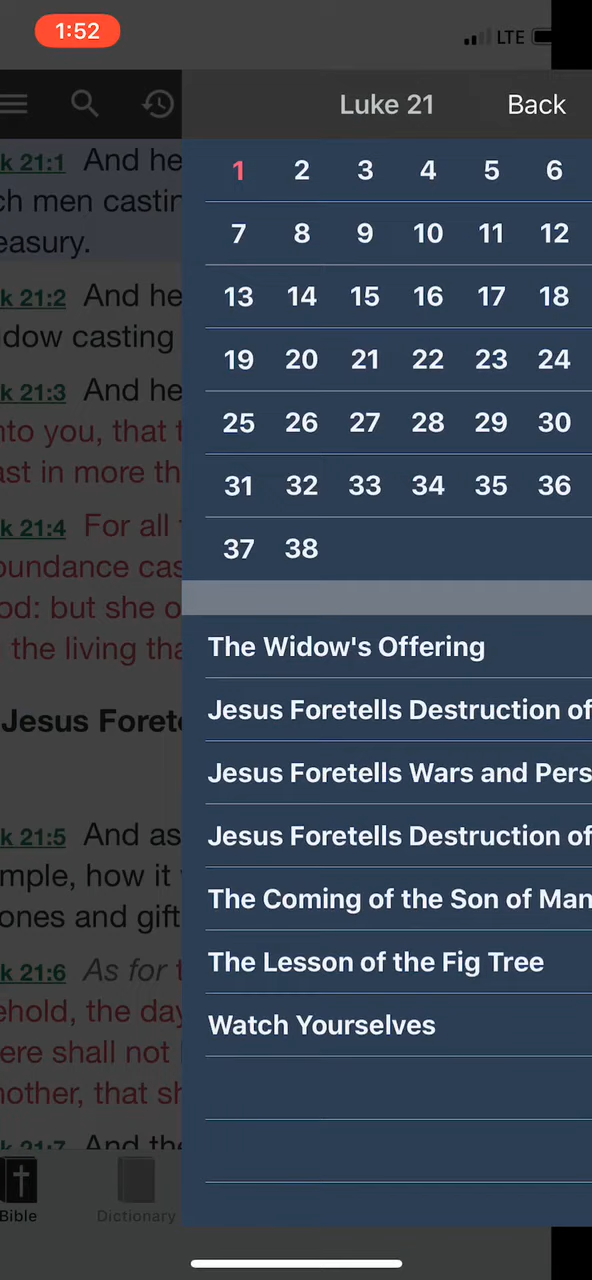 1:52
LTE
Luke 21 Back
1 2 3 4 5 6
7 8 9 10 11 12
13 14 15 16 17 18
19 20 21 22 23 24
25 26 27 28 29 30
31 32 33 34 35 36
37 38
The Widow's Offering
Jesus Foretells Destruction of
Jesus Foretells Wars and Pers
Jesus Foretells Destruction of
The Coming of the Son of Man
The Lesson of the Fig Tree
Watch Yourselves
k 21:1 And he
ch men castin
easury.
k 21:2 And he
idow casting
k 21:3 And he
nto you, that t
ast in more th
k 21:4 For all
bundance cas
od: but she o
the living tha
Jesus Forete
k 21:5 And as
mple, how it
ones and gift
k 21:6 As for t
ehold, the day
ere shall not
nother, that sh
k 21:7 And the
Bible
Dictionary